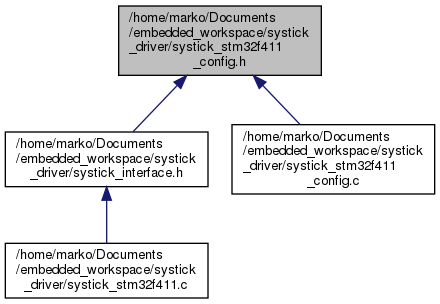 /home/marko/Documents
/embedded_workspace/systick
_driver/systick_stm32f411
_config.h
/home/marko/Documents
/embedded_workspace/systick
_driver/systick_interface.h
/home/marko/Documents
/embedded_workspace/systick
_driver/systick_stm32f411
_config.c
/home/marko/Documents
/embedded_workspace/systick
_driver/systick_stm32f411.c